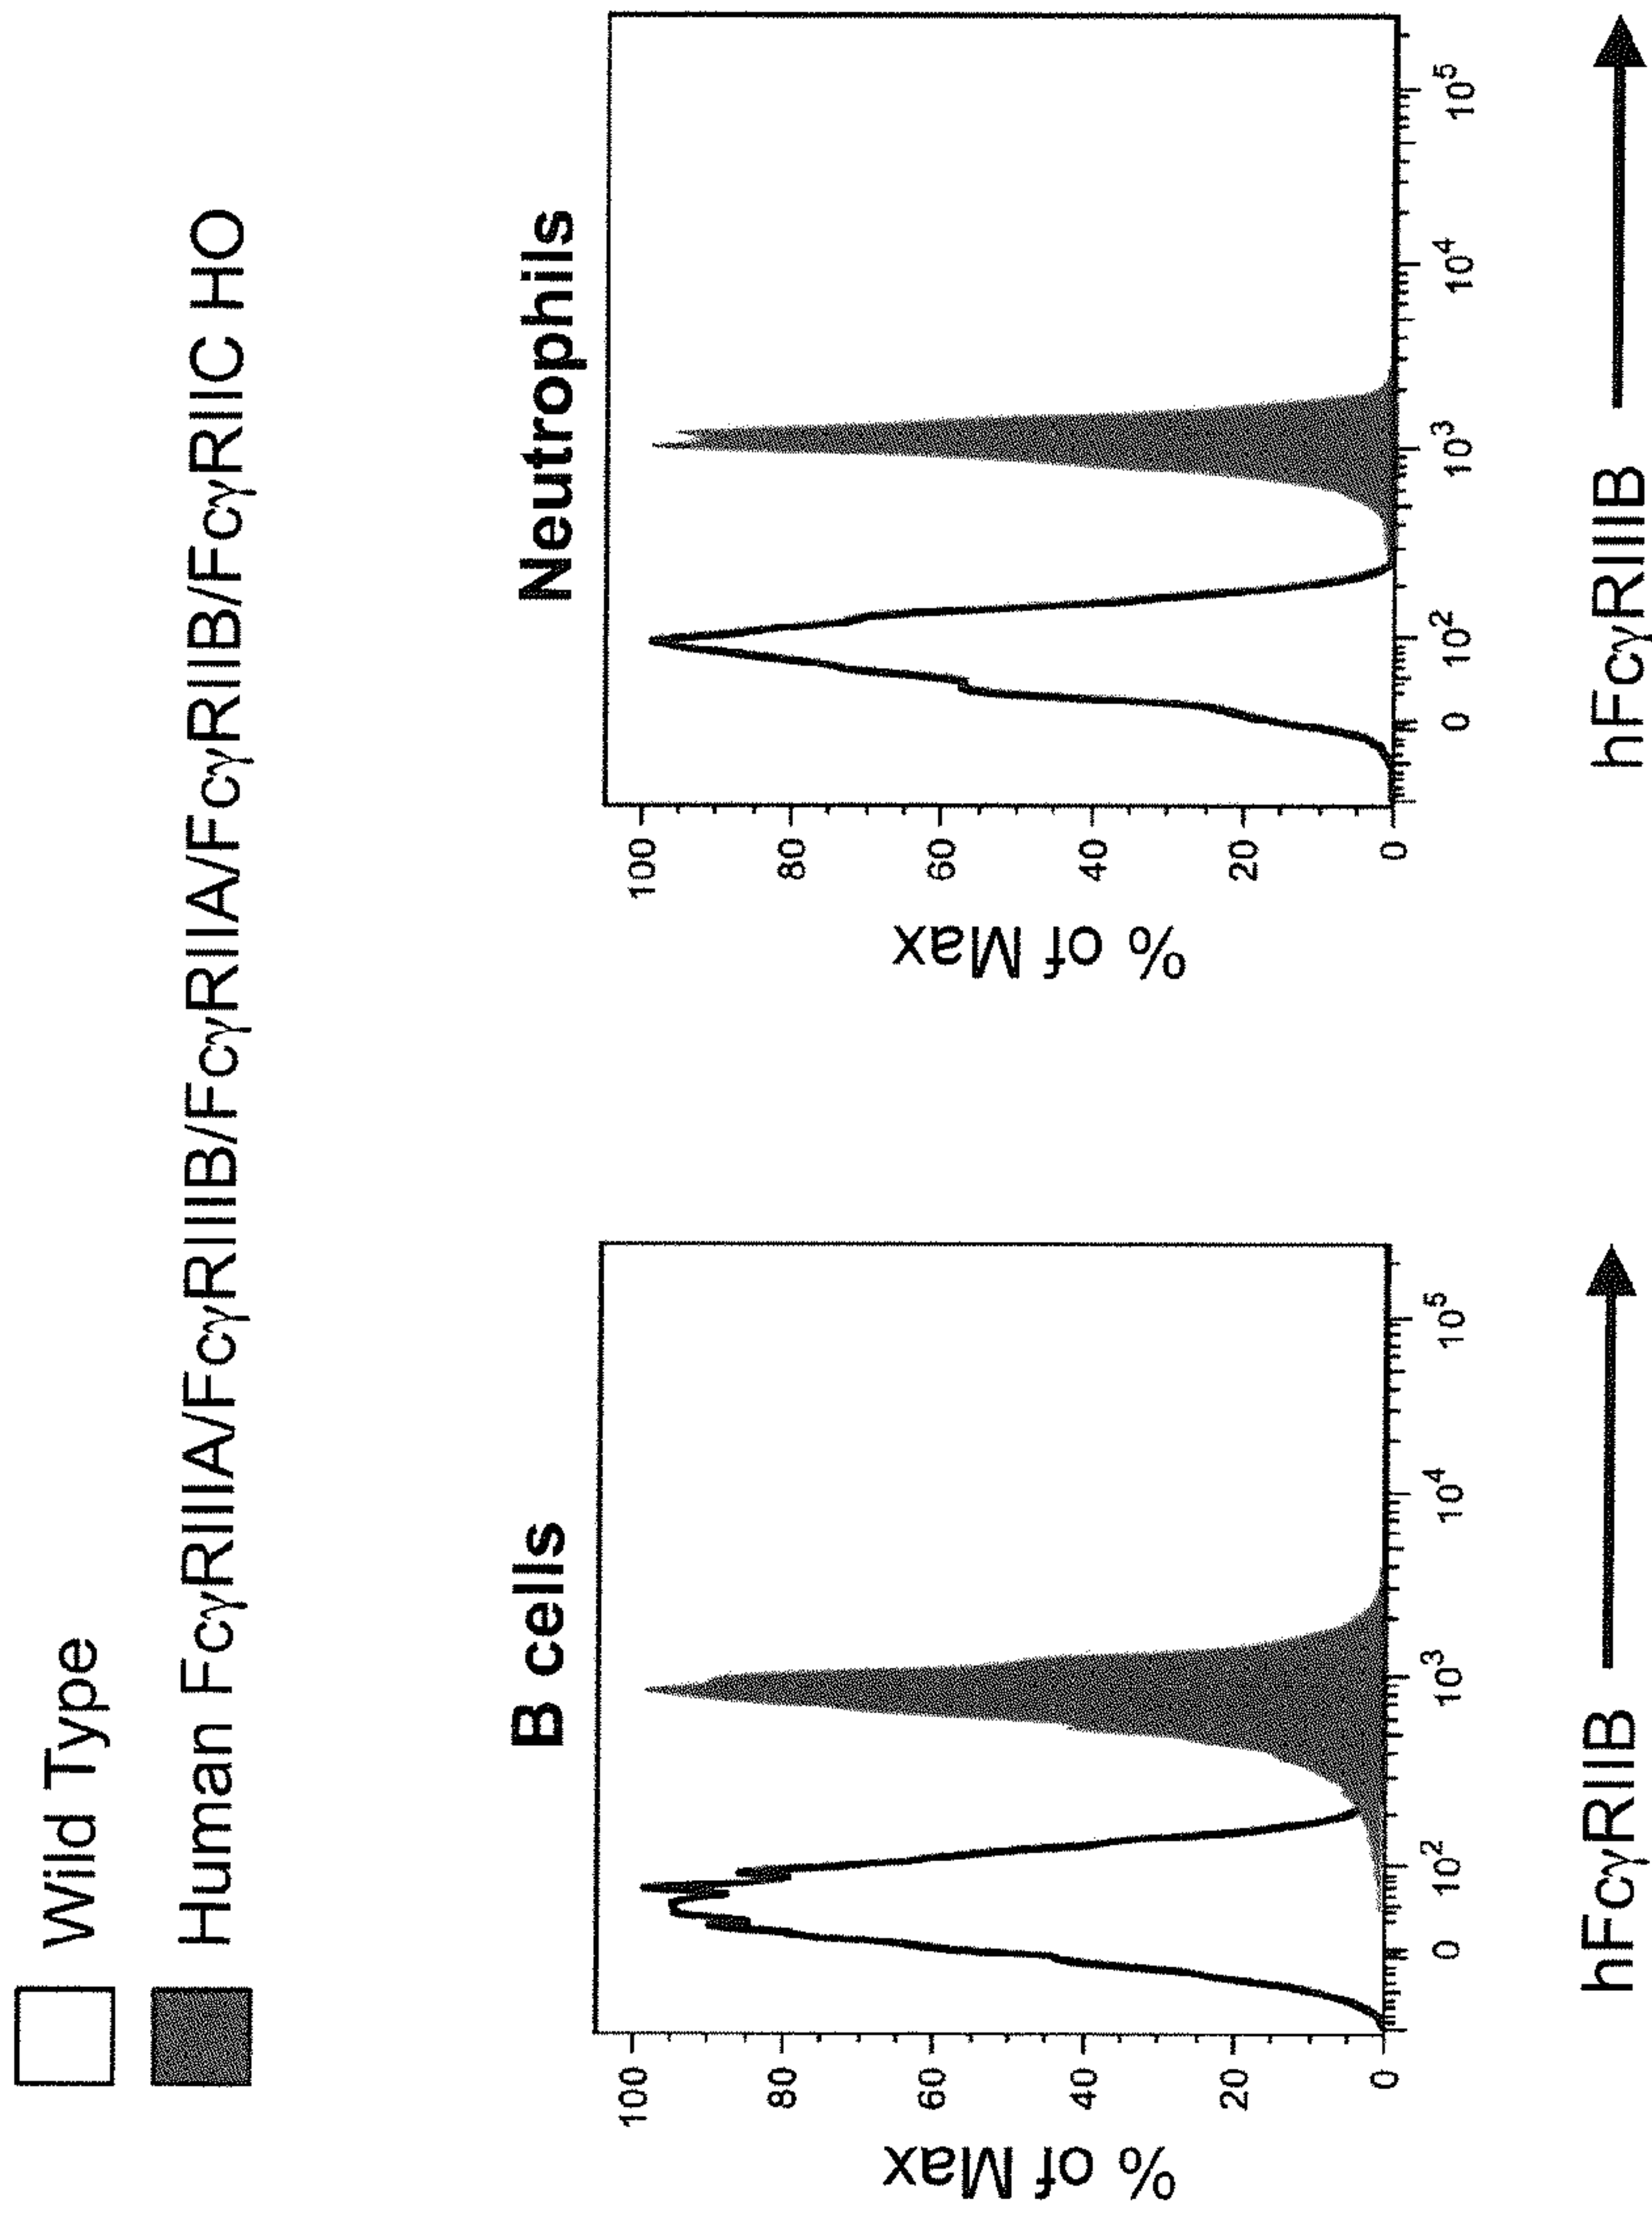 Wild Type
Human FcγRIIIA/FcγRIIIB/FcγRIIA/FcγRIIB/FcγRIIC HO
B cells
100
80
60
40
20
0
% of Max
0 10² 10³ 10⁴ 10⁵
hFcγRIIB
Neutrophils
100
80
60
40
20
0
% of Max
0 10² 10³ 10⁴ 10⁵
hFcγRIIIB